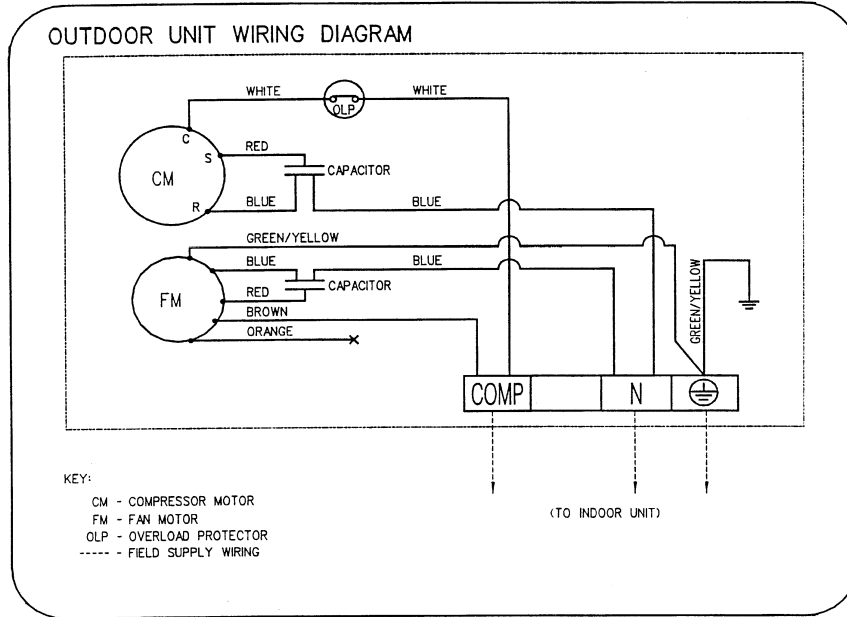 OUTDOOR UNIT WIRING DIAGRAM
WHITE
WHITE
OLP
C
RED
S
CAPACITOR
CM
R
BLUE
BLUE
GREEN/YELLOW
BLUE
BLUE
CAPACITOR
FM
RED
BROWN
ORANGE
GREEN/YELLOW
COMP
N
KEY:
CM - COMPRESSOR MOTOR
FM - FAN MOTOR
OLP - OVERLOAD PROTECTOR
----- - FIELD SUPPLY WIRING
(TO INDOOR UNIT)